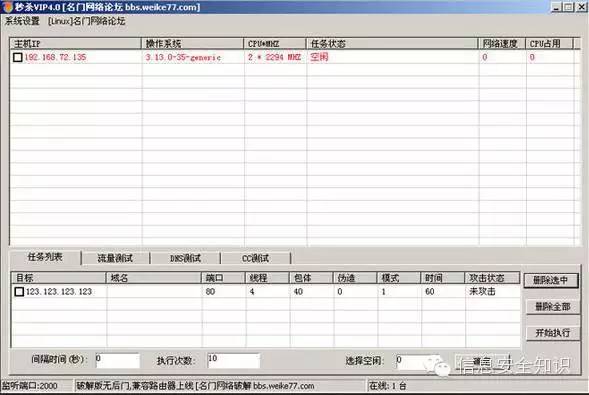 秒杀VIP4.0 [名门网络论坛 bbs.weike77.com]
系统设置 [Linux]名门网络论坛
主机IP 操作系统 CPU*MHZ 任务状态 网络速度 CPU占用
192.168.72.135 3.13.0-35-generic 2 * 2294 MHZ 空闲 0 0
任务列表 流量测试 DNS测试 CC测试
目标 域名 端口 线程 包体 伪造 模式 时间 攻击状态
123.123.123.123 80 4 40 0 1 60 未攻击
删除选中
删除全部
开始执行
间隔时间(秒): 0 执行次数: 10 选择空闲: 0
信息安全知识
监听端口:2000 破解版无后门,兼容路由器上线 [名门网络破解 bbs.weike77.com 在线: 1 台